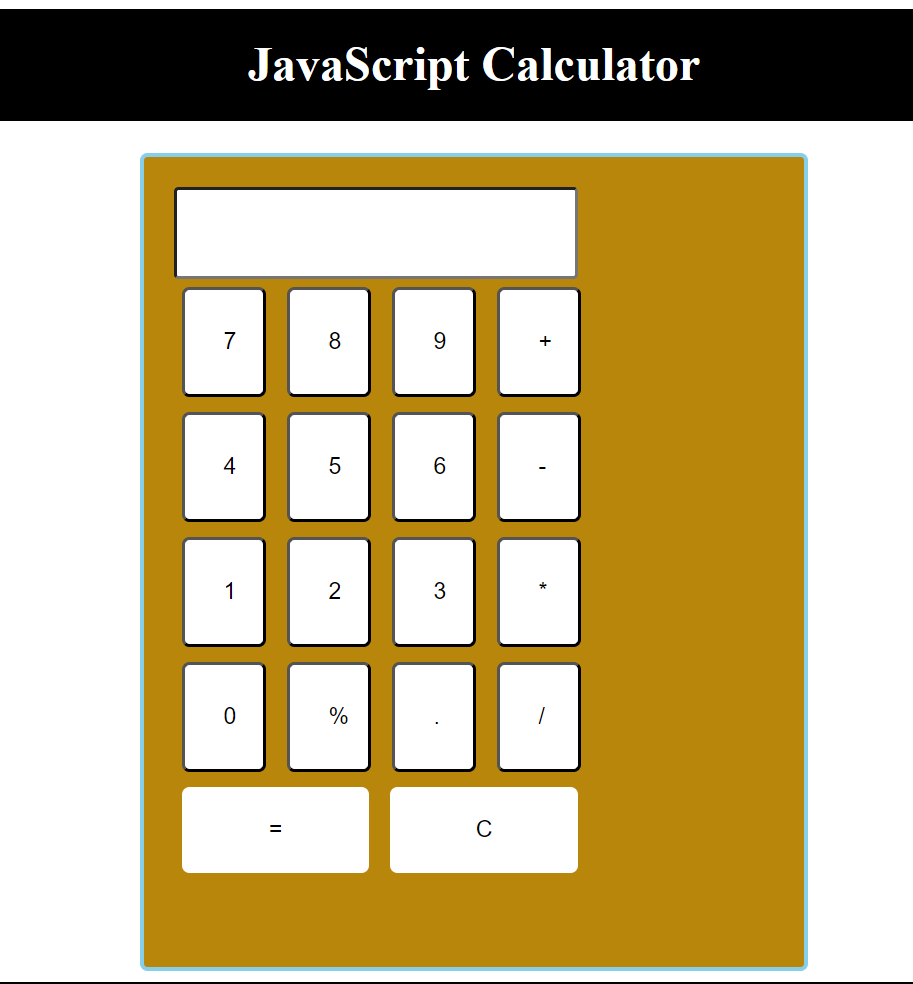 JavaScript Calculator
7 8 9 +
4 5 6 -
1 2 3 *
0 % . /
= C